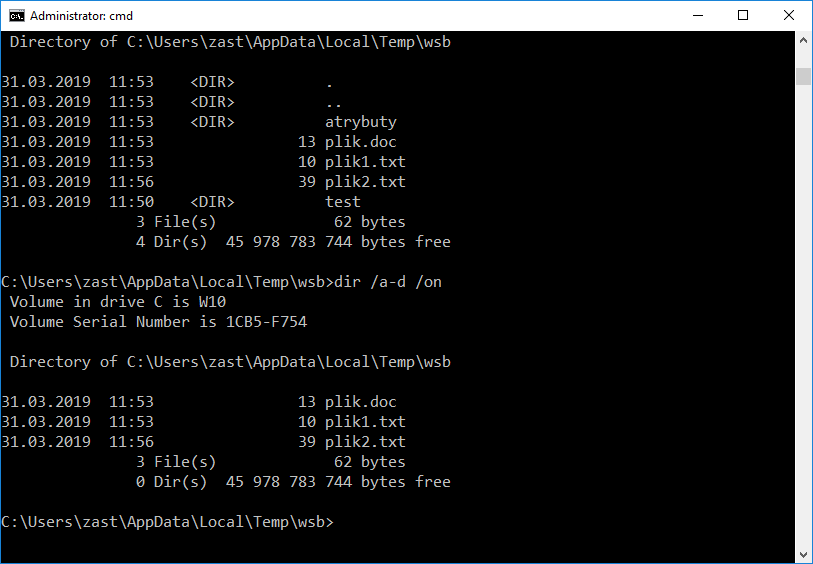 Administrator: cmd
Directory of C:\Users\zast\AppData\Local\Temp\wsb
31.03.2019  11:53    <DIR>          .
31.03.2019  11:53    <DIR>          ..
31.03.2019  11:53    <DIR>          atrybuty
31.03.2019  11:53                13 plik.doc
31.03.2019  11:53                10 plik1.txt
31.03.2019  11:56                39 plik2.txt
31.03.2019  11:50    <DIR>          test
3 File(s)             62 bytes
4 Dir(s)  45 978 783 744 bytes free
C:\Users\zast\AppData\Local\Temp\wsb>dir /a-d /on
Volume in drive C is W10
Volume Serial Number is 1CB5-F754
Directory of C:\Users\zast\AppData\Local\Temp\wsb
31.03.2019  11:53                13 plik.doc
31.03.2019  11:53                10 plik1.txt
31.03.2019  11:56                39 plik2.txt
3 File(s)             62 bytes
0 Dir(s)  45 978 783 744 bytes free
C:\Users\zast\AppData\Local\Temp\wsb>